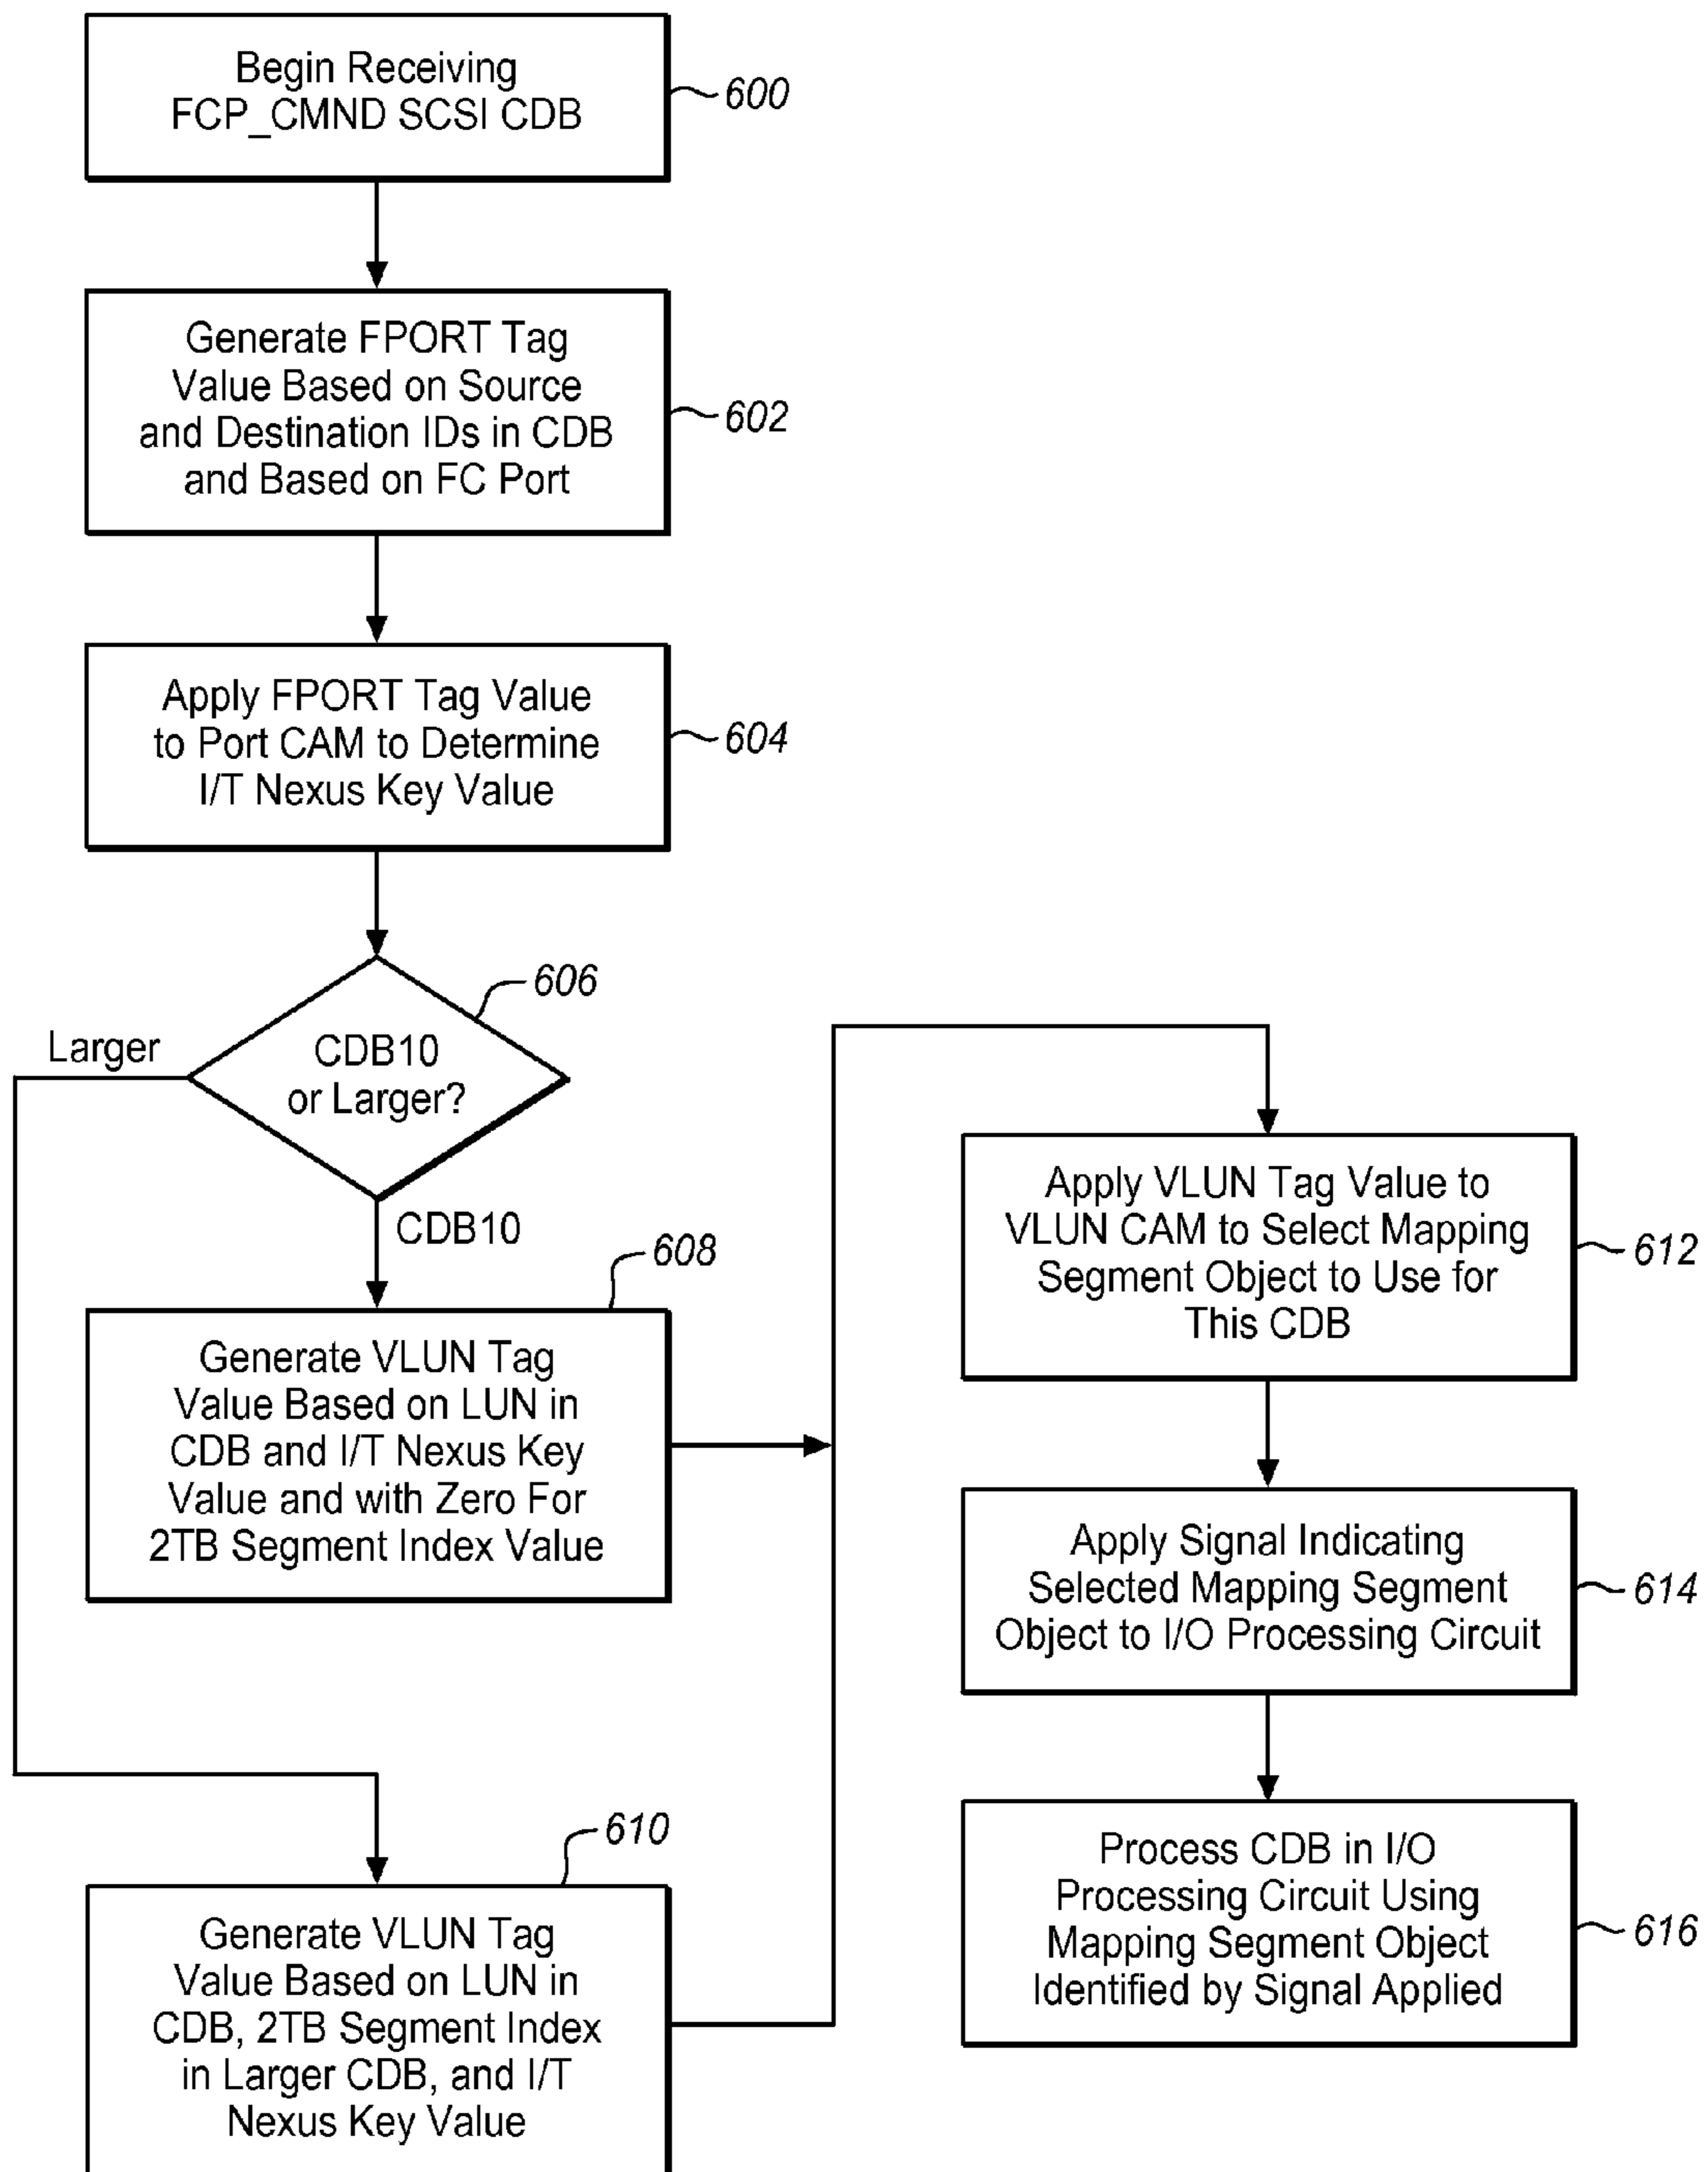 Begin Receiving
FCP_CMND SCSI CDB
600
Generate FPORT Tag
Value Based on Source
and Destination IDs in CDB
and Based on FC Port
602
Apply FPORT Tag Value
to Port CAM to Determine
I/T Nexus Key Value
604
606
Larger
CDB10
or Larger?
CDB10
608
Generate VLUN Tag
Value Based on LUN in
CDB and I/T Nexus Key
Value and with Zero For
2TB Segment Index Value
610
Generate VLUN Tag
Value Based on LUN in
CDB, 2TB Segment Index
in Larger CDB, and I/T
Nexus Key Value
Apply VLUN Tag Value to
VLUN CAM to Select Mapping
Segment Object to Use for
This CDB
612
Apply Signal Indicating
Selected Mapping Segment
Object to I/O Processing Circuit
614
Process CDB in I/O
Processing Circuit Using
Mapping Segment Object
Identified by Signal Applied
616